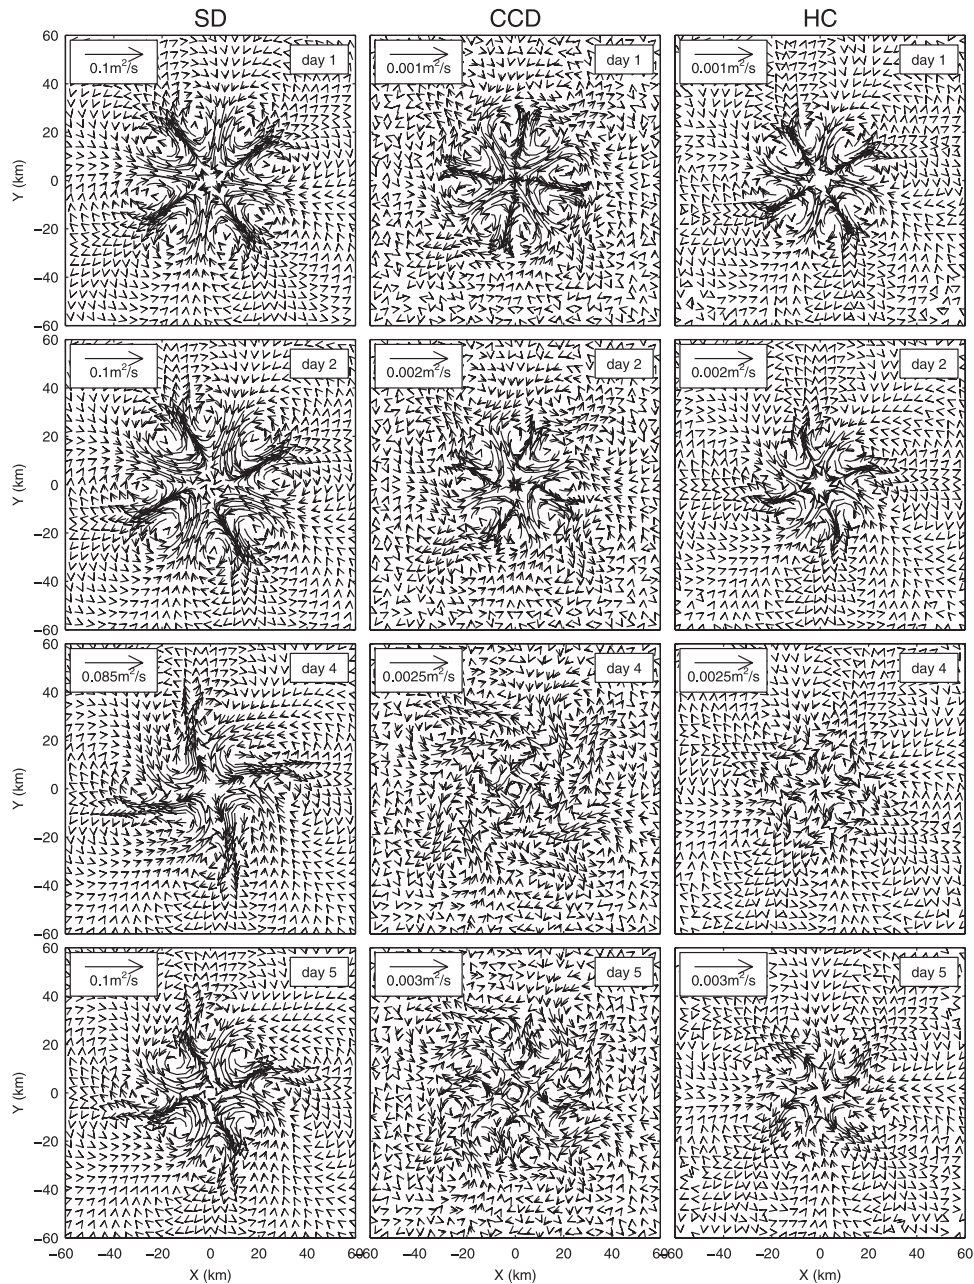 SD CCD HC
60
40
20
0
−20
−40
−60
Y (km)
0.1m²/s day 1
0.001m²/s day 1
0.001m²/s day 1
60
40
20
0
−20
−40
−60
Y (km)
0.1m²/s day 2
0.002m²/s day 2
0.002m²/s day 2
60
40
20
0
−20
−40
−60
Y (km)
0.085m²/s day 4
0.0025m²/s day 4
0.0025m²/s day 4
60
40
20
0
−20
−40
−60
Y (km)
0.1m²/s day 5
0.003m²/s day 5
0.003m²/s day 5
−60 −40 −20 0 20 40 60
−60 −40 −20 0 20 40 60
−60 −40 −20 0 20 40 60
X (km) X (km) X (km)